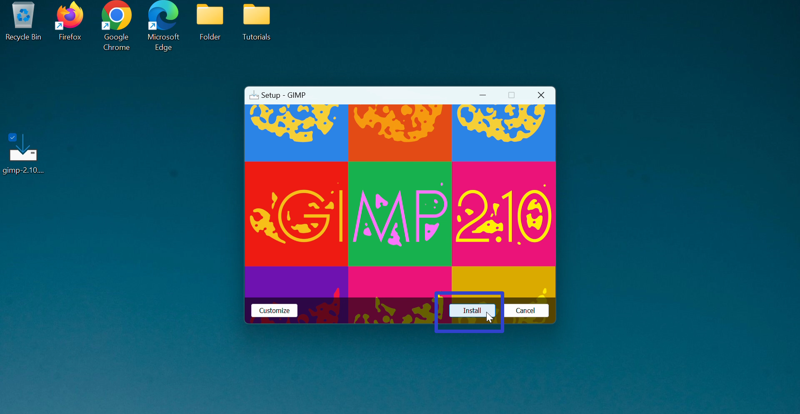 Recycle Bin
Firefox
Google
Chrome
Microsoft
Edge
Folder
Tutorials
Setup - GIMP
gimp-2.10....
GIMP 2.10
Customize
Install
Cancel